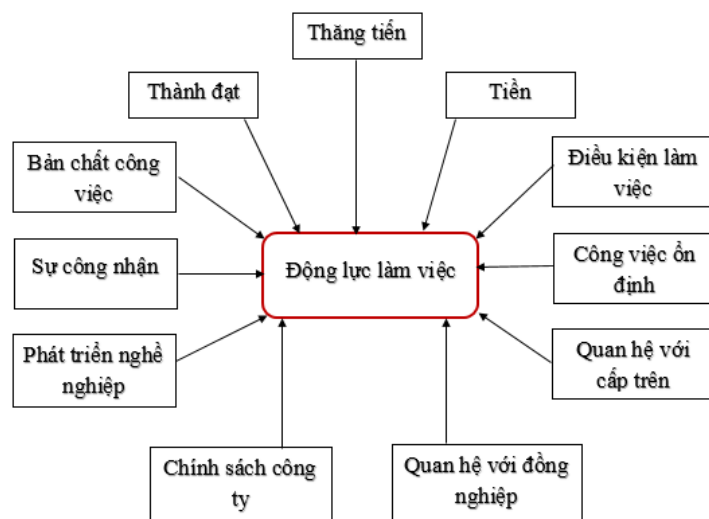 Thăng tiến
Thành đạt
Tiền
Bản chất công
việc
Điều kiện làm
việc
Sự công nhận
Động lực làm việc
Công việc ổn
định
Phát triển nghề
nghiệp
Quan hệ với
cấp trên
Chính sách công
ty
Quan hệ với đồng
nghiệp